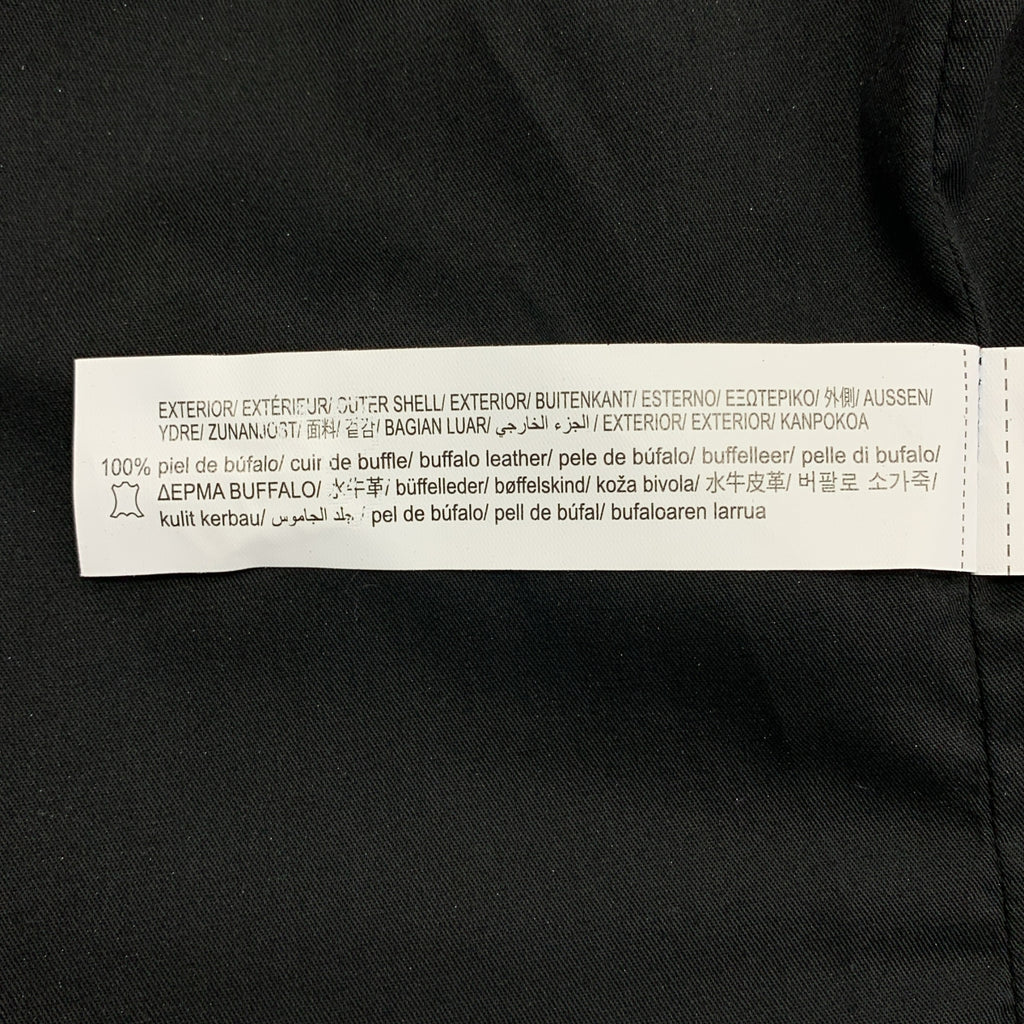 EXTERIOR/ EXTÉRIEUR/ OUTER SHELL/ EXTERIOR/ BUITENKANT/ ESTERNO/ ΕΞΩΤΕΡΙΚΟ/ 外側/ AUSSEN/
YDRE/ ZUNANJOST/ 面料/ 겉감/ BAGIAN LUAR/ الجزء الخارجي / EXTERIOR/ EXTERIOR/ KANPOKOA
100% piel de búfalo/ cuir de buffle/ buffalo leather/ pele de búfalo/ buffelleer/ pelle di bufalo/
ΔΕΡΜΑ BUFFALO/ 水牛革/ büffelleder/ bøffelskind/ koža bivola/ 水牛皮革/ 버팔로 소가죽/
kulit kerbau/ جلد الجاموس / pel de búfalo/ pell de búfal/ bufaloaren larrua